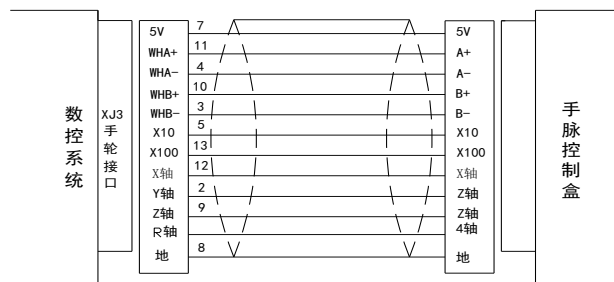 5V 7 5V
WHA+ 11 A+
WHA- 4 A-
WHB+ 10 B+
WHB- 3 B-
X10 5 X10
X100 13 X100
X轴 12 X轴
Y轴 2 Z轴
Z轴 9 Z轴
R轴 4轴
地 8 地
数控系统
XJ3手轮接口
手脉控制盒